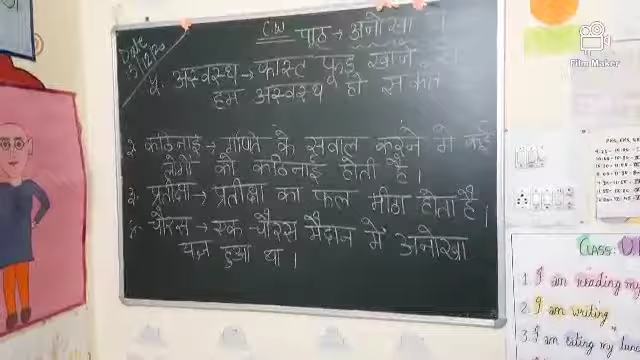 Date
C.W पाठ → अनोखा
1. अस्वस्थ → फास्ट फूड खाने से
हम अस्वस्थ हो सकते
2. कठिनाई → गणित के सवाल करने मे कई
लोगों को कठिनाई होती है।
3. प्रतीक्षा → प्रतीक्षा का फल मीठा होता है।
4. चौरस → एक चौरस मैदान में अनोखा
यज्ञ हुआ था।
Film Maker
CLASS:
1. I am reading my
2. I am writing
3. I am eating my lunch